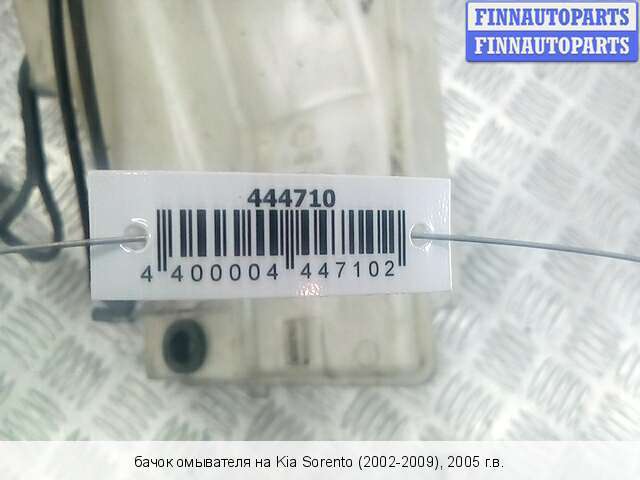 FINNAUTOPARTS
FINNAUTOPARTS
444710
4 400004 447102
бачок омывателя на Kia Sorento (2002-2009), 2005 г.в.